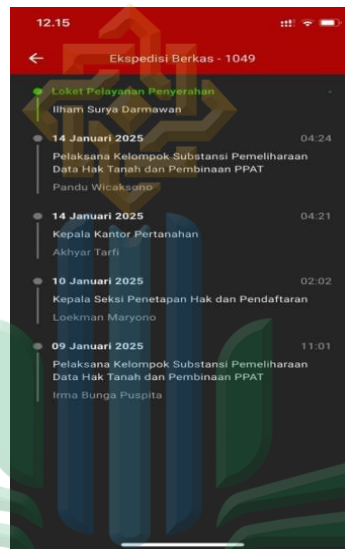 12.15
Ekspedisi Berkas - 1049
Loket Pelayanan Penyerahan -
Ilham Surya Darmawan
14 Januari 2025 04:24
Pelaksana Kelompok Substansi Pemeliharaan
Data Hak Tanah dan Pembinaan PPAT
Pandu Wicaksono
14 Januari 2025 04:21
Kepala Kantor Pertanahan
Akhyar Tarfi
10 Januari 2025 02:02
Kepala Seksi Penetapan Hak dan Pendaftaran
Loekman Maryono
09 Januari 2025 11:01
Pelaksana Kelompok Substansi Pemeliharaan
Data Hak Tanah dan Pembinaan PPAT
Irma Bunga Puspita